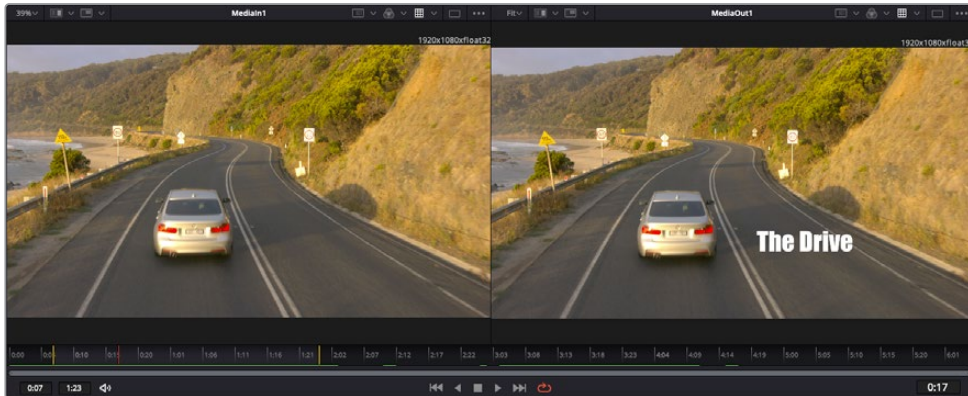 39% MediaIn1
1920x1080xfloat32
Fit MediaOut1
1920x1080xfloat32
The Drive
0:00 0:10 0:20 1:01 1:06 1:11 1:16 1:21 2:02 2:07 2:12 2:17 2:22 3:03 3:08 3:13 3:18 3:23 4:04 4:09 4:14 4:19 5:00 5:05 5:10 5:15 5:20 6:01
0:07 1:23 0:17